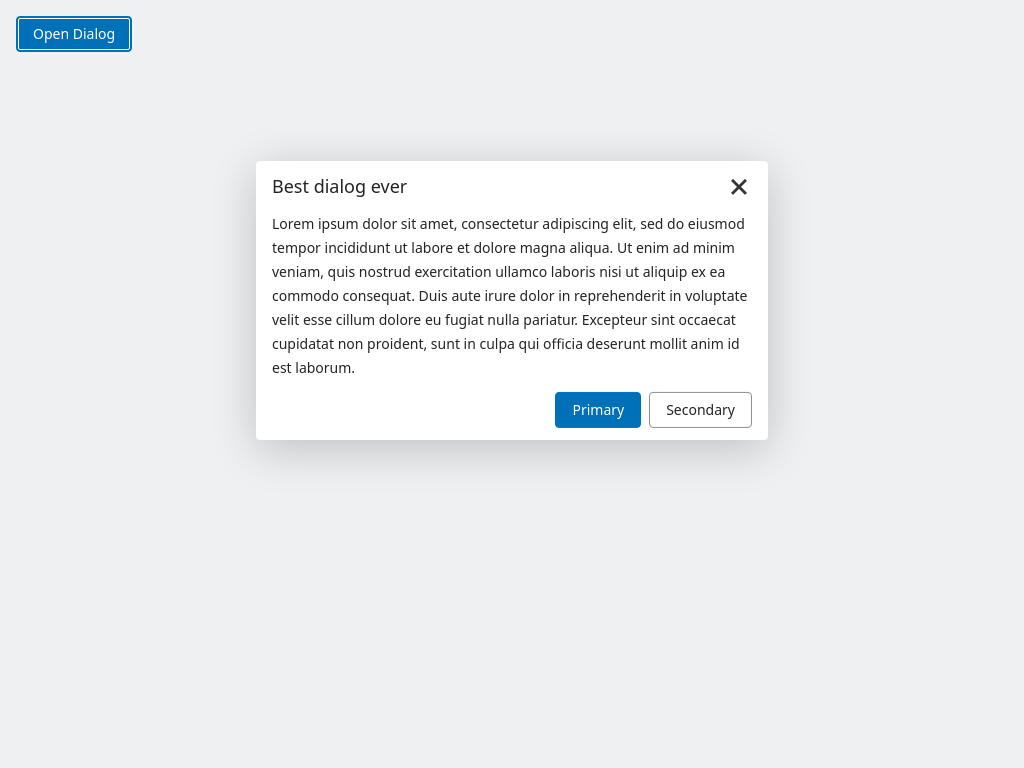 Open Dialog
Best dialog ever
Lorem ipsum dolor sit amet, consectetur adipiscing elit, sed do eiusmod
tempor incididunt ut labore et dolore magna aliqua. Ut enim ad minim
veniam, quis nostrud exercitation ullamco laboris nisi ut aliquip ex ea
commodo consequat. Duis aute irure dolor in reprehenderit in voluptate
velit esse cillum dolore eu fugiat nulla pariatur. Excepteur sint occaecat
cupidatat non proident, sunt in culpa qui officia deserunt mollit anim id
est laborum.
Primary
Secondary